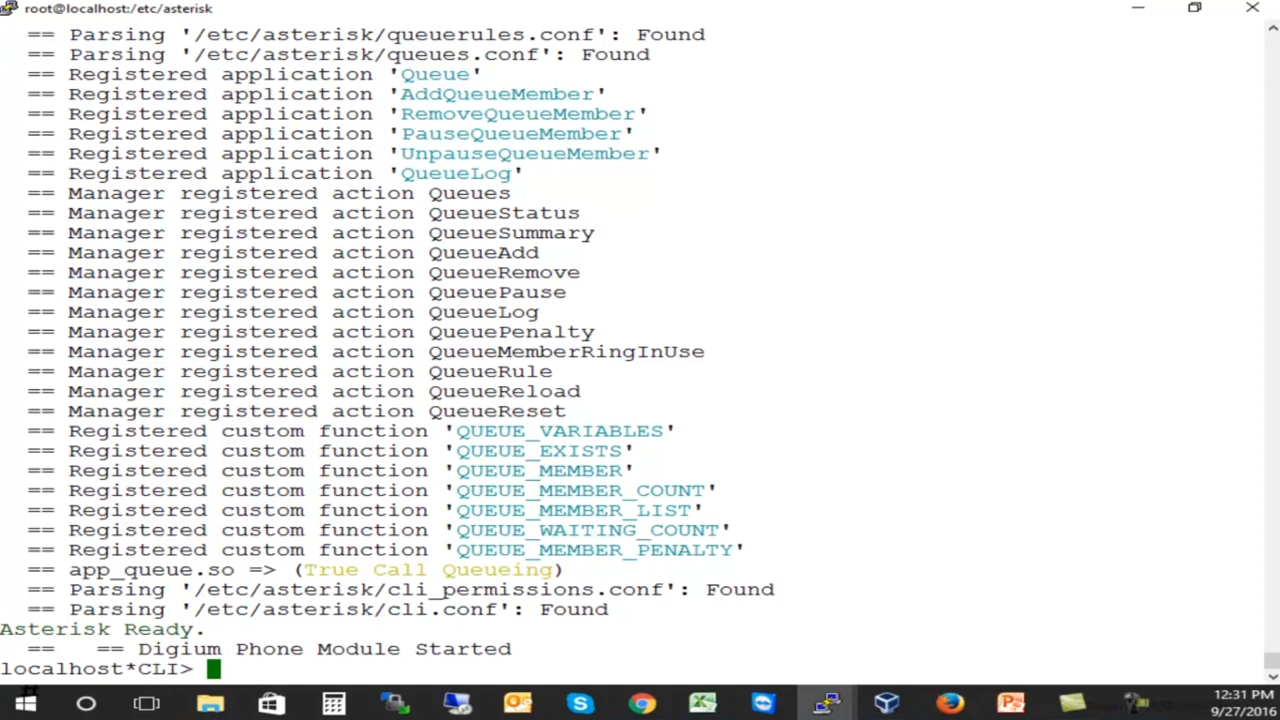 root@localhost:/etc/asterisk
== Parsing '/etc/asterisk/queuerules.conf': Found
== Parsing '/etc/asterisk/queues.conf': Found
== Registered application 'Queue'
== Registered application 'AddQueueMember'
== Registered application 'RemoveQueueMember'
== Registered application 'PauseQueueMember'
== Registered application 'UnpauseQueueMember'
== Registered application 'QueueLog'
== Manager registered action Queues
== Manager registered action QueueStatus
== Manager registered action QueueSummary
== Manager registered action QueueAdd
== Manager registered action QueueRemove
== Manager registered action QueuePause
== Manager registered action QueueLog
== Manager registered action QueuePenalty
== Manager registered action QueueMemberRingInUse
== Manager registered action QueueRule
== Manager registered action QueueReload
== Manager registered action QueueReset
== Registered custom function 'QUEUE_VARIABLES'
== Registered custom function 'QUEUE_EXISTS'
== Registered custom function 'QUEUE_MEMBER'
== Registered custom function 'QUEUE_MEMBER_COUNT'
== Registered custom function 'QUEUE_MEMBER_LIST'
== Registered custom function 'QUEUE_WAITING_COUNT'
== Registered custom function 'QUEUE_MEMBER_PENALTY'
== app_queue.so => (True Call Queueing)
== Parsing '/etc/asterisk/cli_permissions.conf': Found
== Parsing '/etc/asterisk/cli.conf': Found
Asterisk Ready.
== == Digium Phone Module Started
localhost*CLI>
12:31 PM
9/27/2016